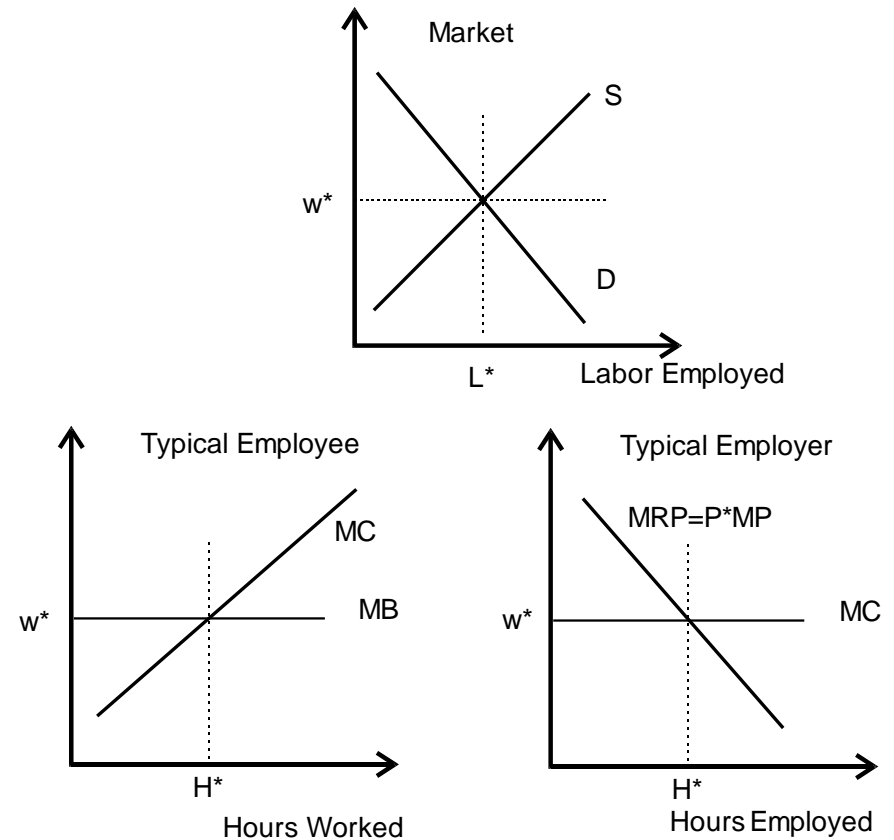 Market
S
w*
D
L*
Labor Employed
Typical Employee
MC
MB
w*
H*
Hours Worked
Typical Employer
MRP=P*MP
MC
w*
H*
Hours Employed